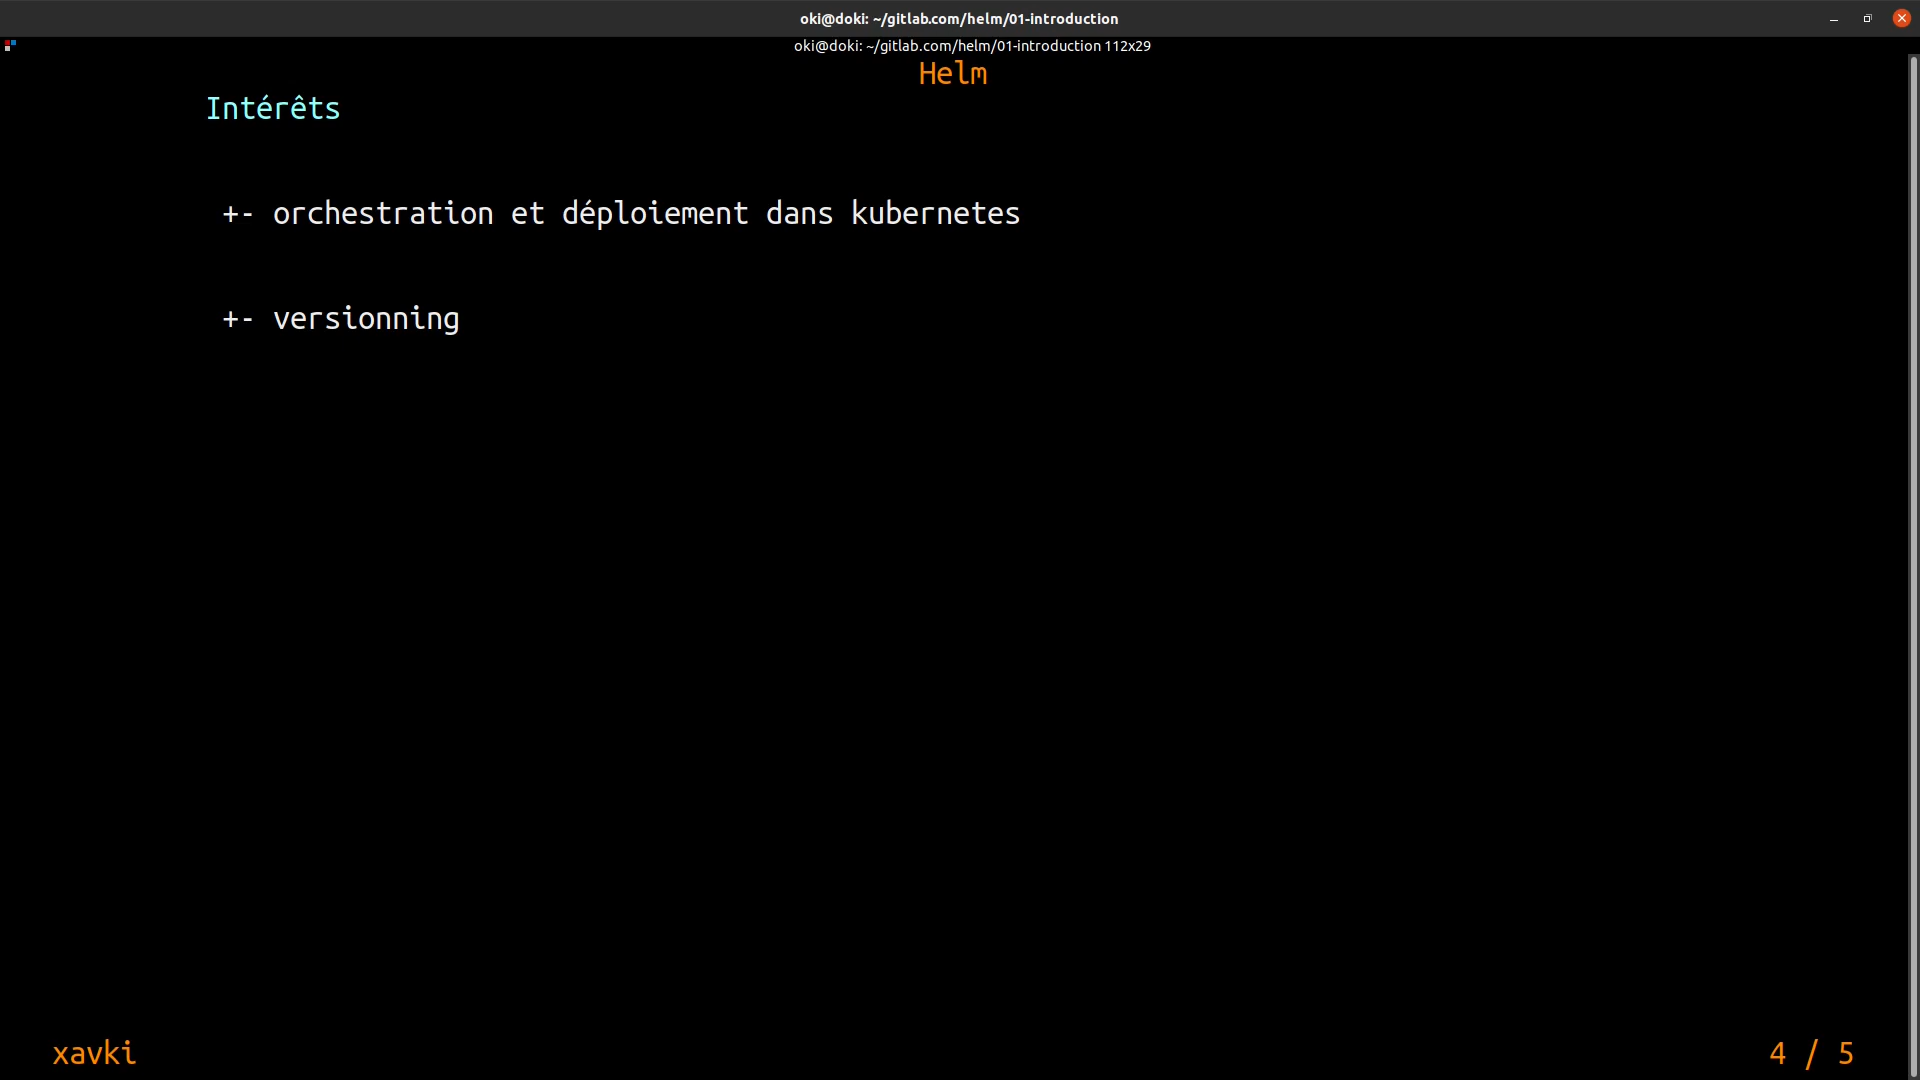 oki@doki: ~/gitlab.com/helm/01-introduction
oki@doki: ~/gitlab.com/helm/01-introduction 112x29
Helm
Intérêts
+- orchestration et déploiement dans kubernetes
+- versionning
xavki
4 / 5